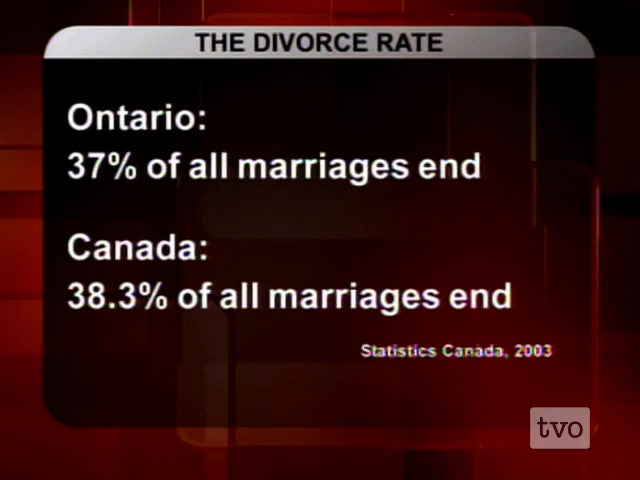 THE DIVORCE RATE
Ontario:
37% of all marriages end
Canada:
38.3% of all marriages end
Statistics Canada, 2003
tvo